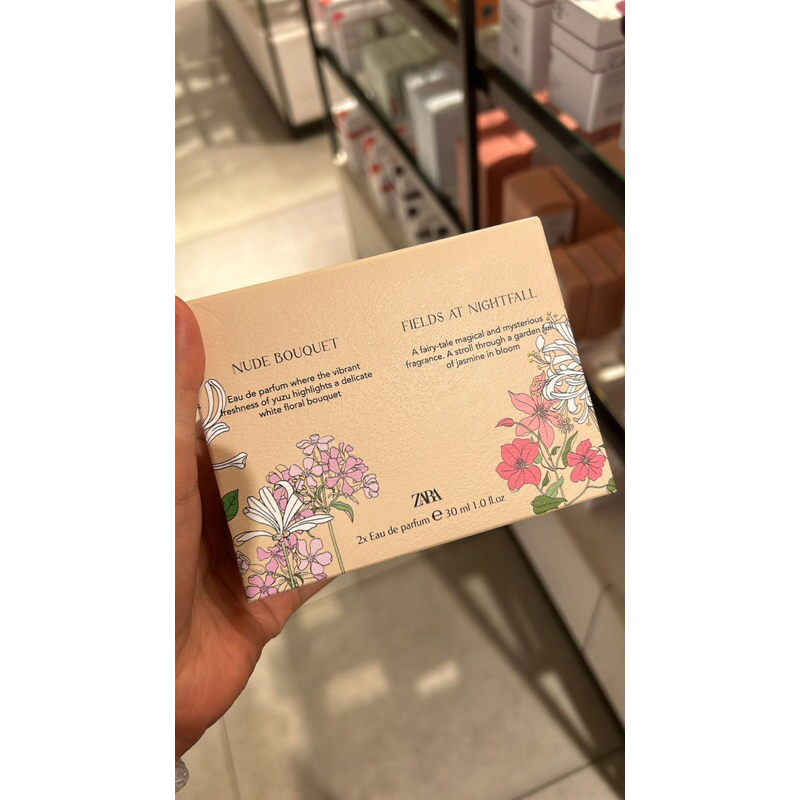 NUDE BOUQUET
Eau de parfum where the vibrant
freshness of yuzu highlights a delicate
white floral bouquet
FIELDS AT NIGHTFALL
A fairy-tale magical and mysterious
fragrance. A stroll through a garden full
of jasmine in bloom
ZARA
2x Eau de parfum ℮ 30 ml 1.0 fl.oz